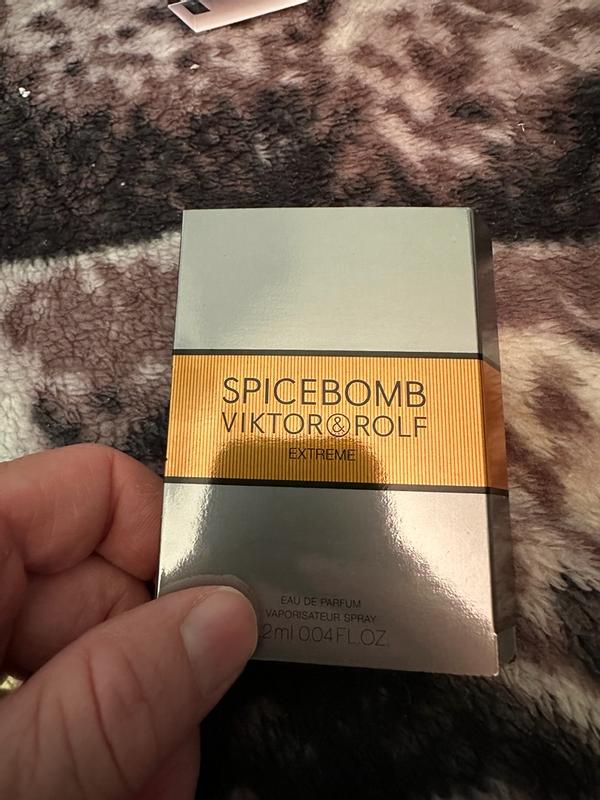 SPICEBOMB
VIKTOR&ROLF
EXTREME
EAU DE PARFUM
VAPORISATEUR SPRAY
.2ml 0.04 FL.OZ.